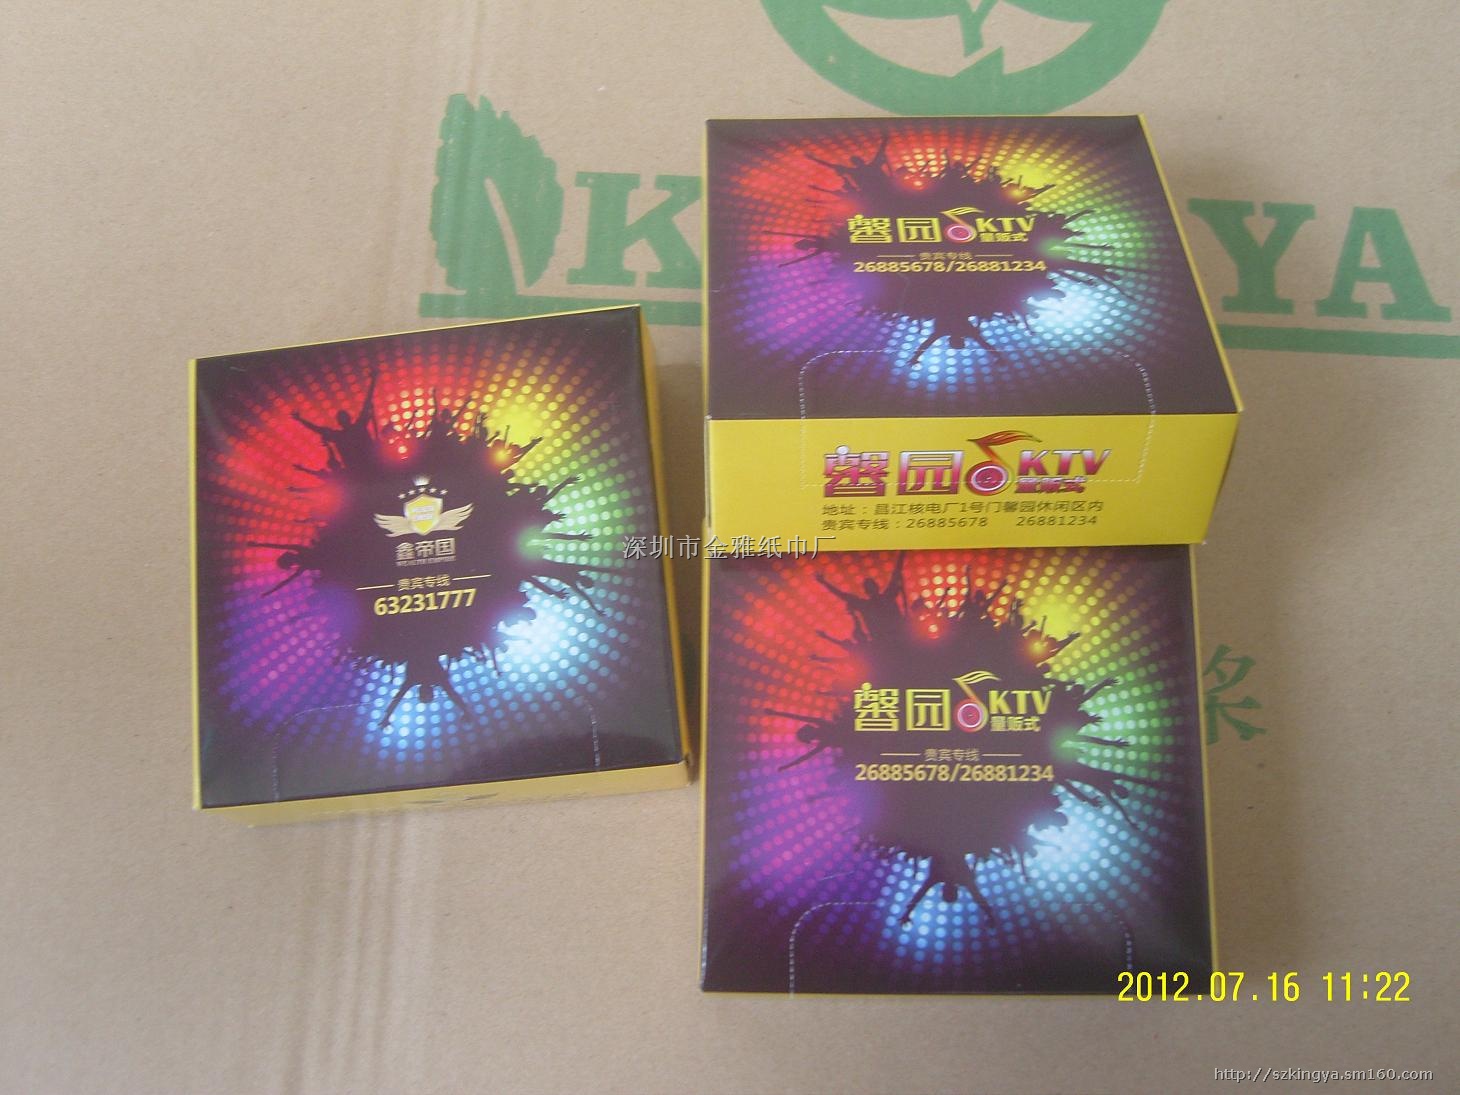 K YA
馨园KTV
量贩式
贵宾专线
26885678/26881234
馨园KTV
量贩式
地址：昌江核电厂1号门馨园休闲区内
贵宾专线：26885678 26881234
鑫帝国
WEALTH EMPIRE
贵宾专线
63231777
深圳市金雅纸巾厂
馨园KTV
量贩式
贵宾专线
26885678/26881234
浆
2012.07.16 11:22
http://szkingya.sm160.com